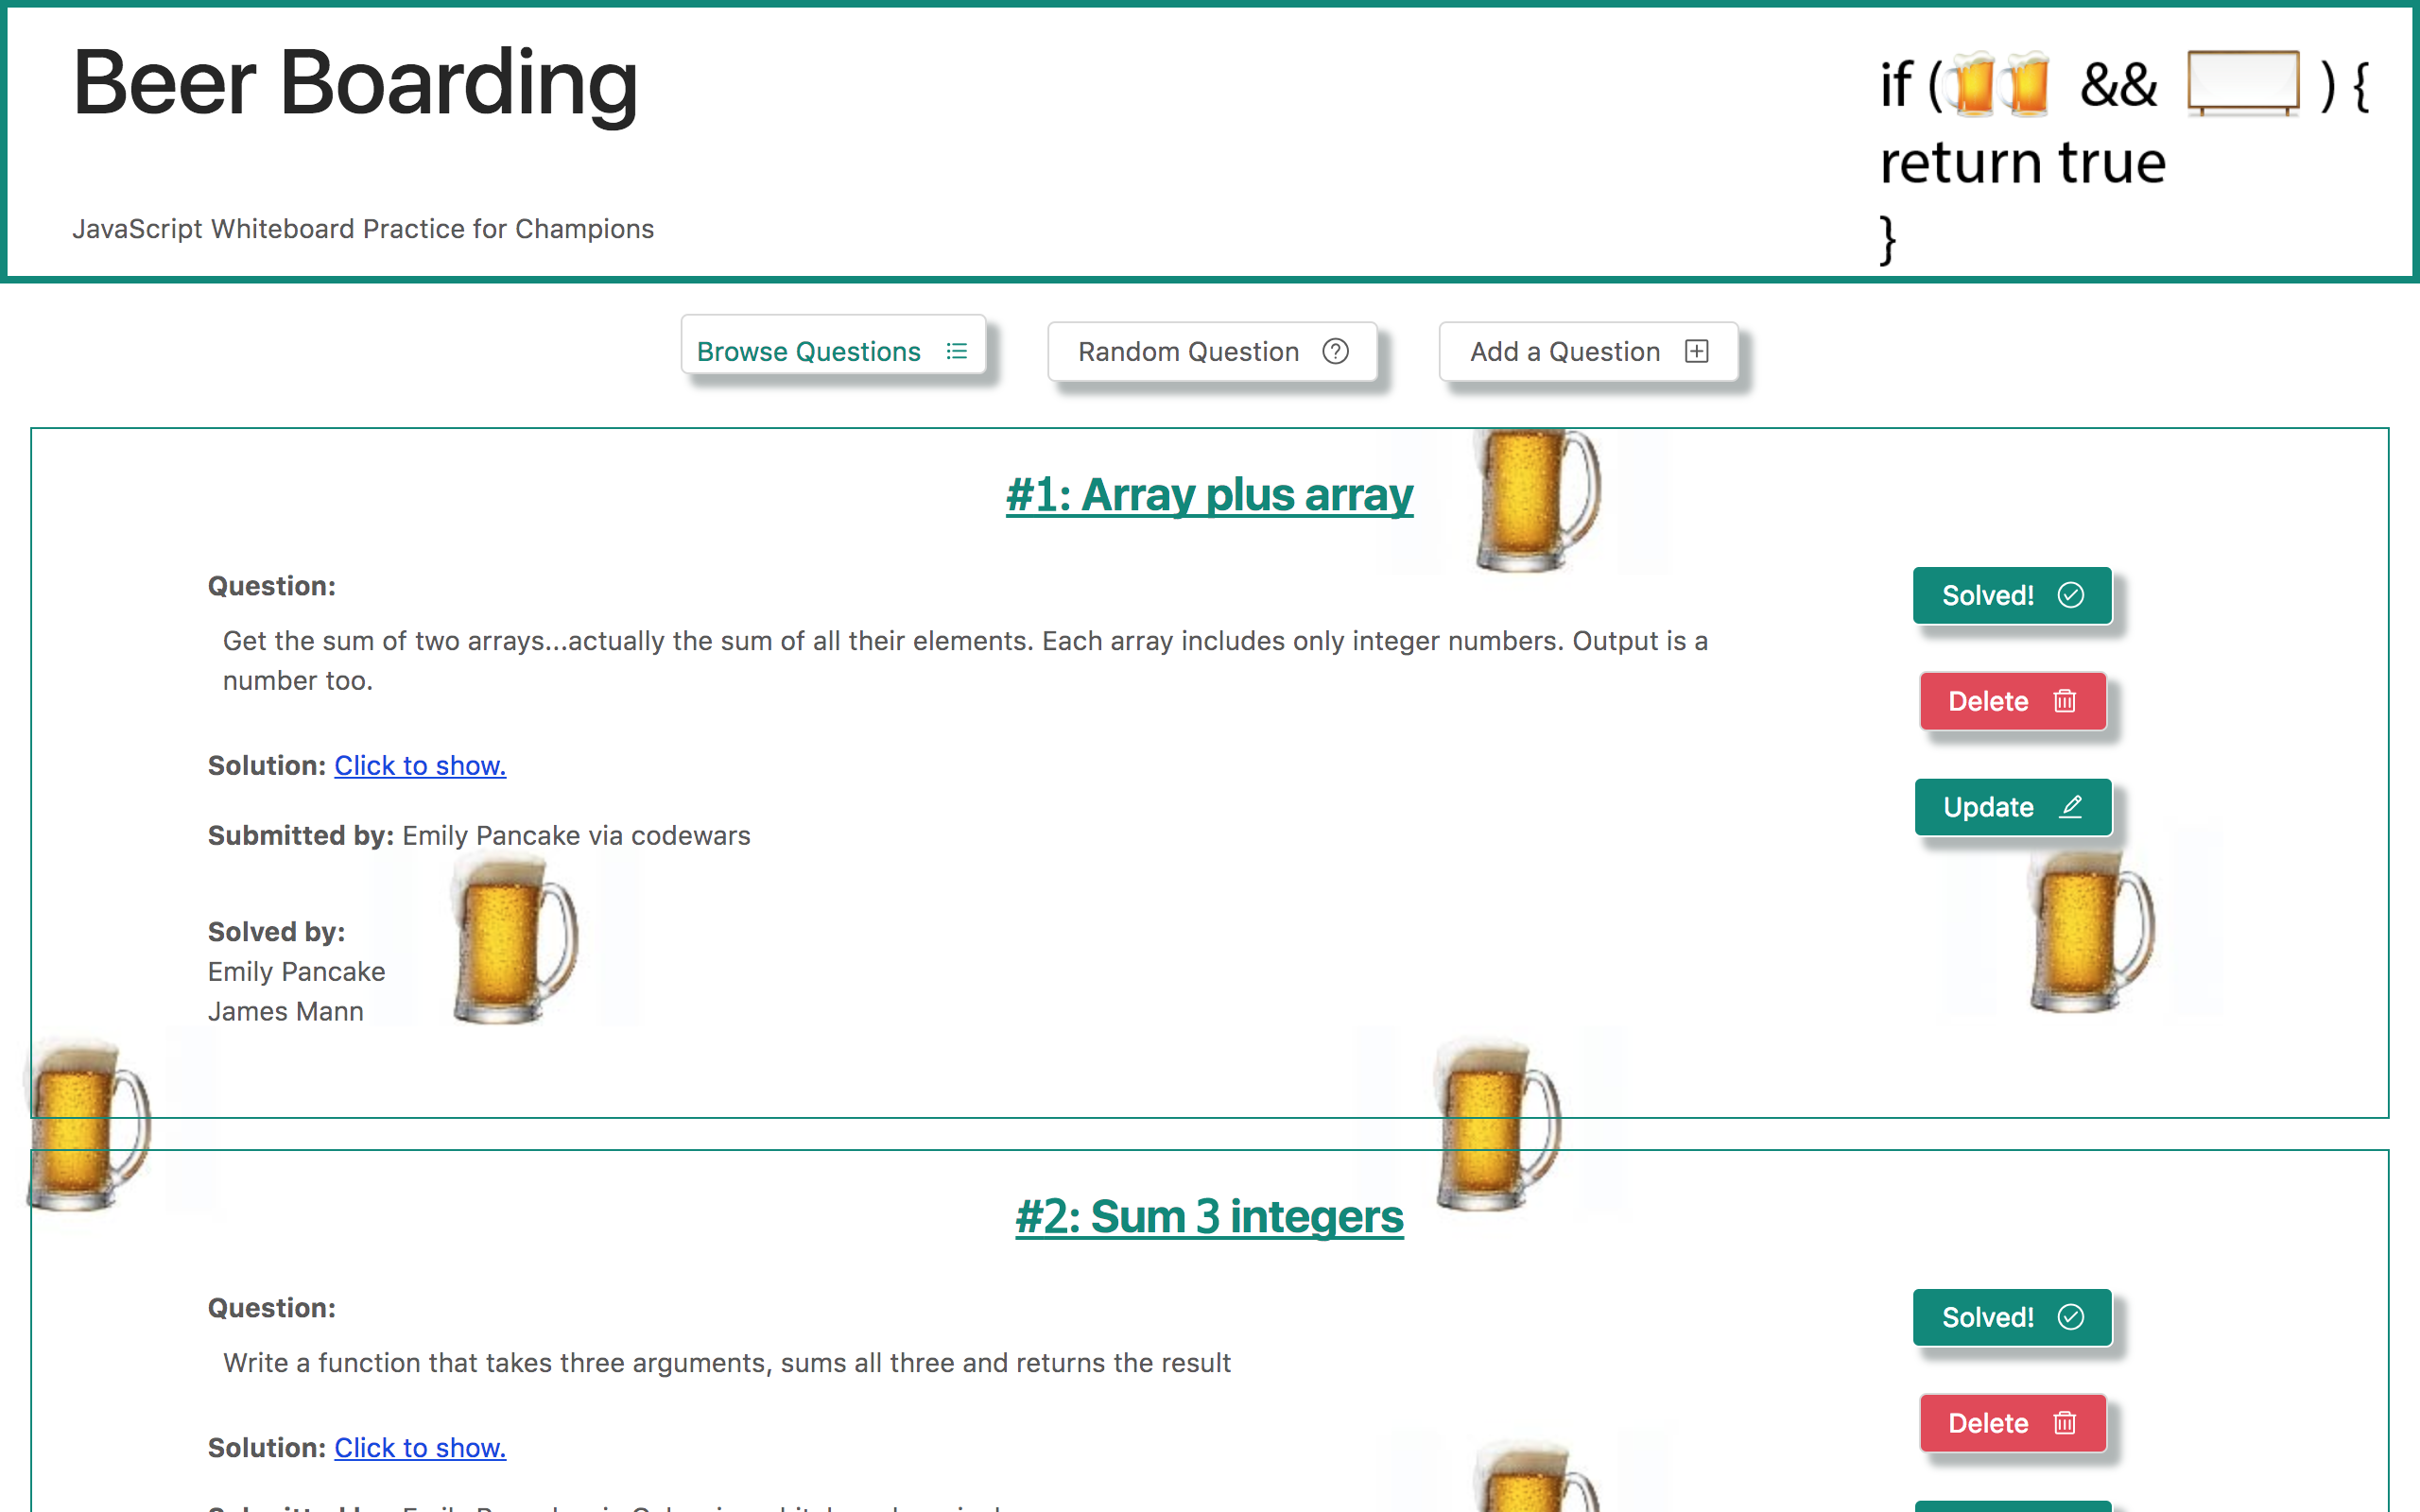 Beer Boarding
JavaScript Whiteboard Practice for Champions
if ( && ) {
return true
}
Browse Questions
Random Question
Add a Question
#1: Array plus array
Question:
Get the sum of two arrays...actually the sum of all their elements. Each array includes only integer numbers. Output is a
number too.
Solution: Click to show.
Submitted by: Emily Pancake via codewars
Solved by:
Emily Pancake
James Mann
Solved!
Delete
Update
#2: Sum 3 integers
Question:
Write a function that takes three arguments, sums all three and returns the result
Solution: Click to show.
Solved!
Delete